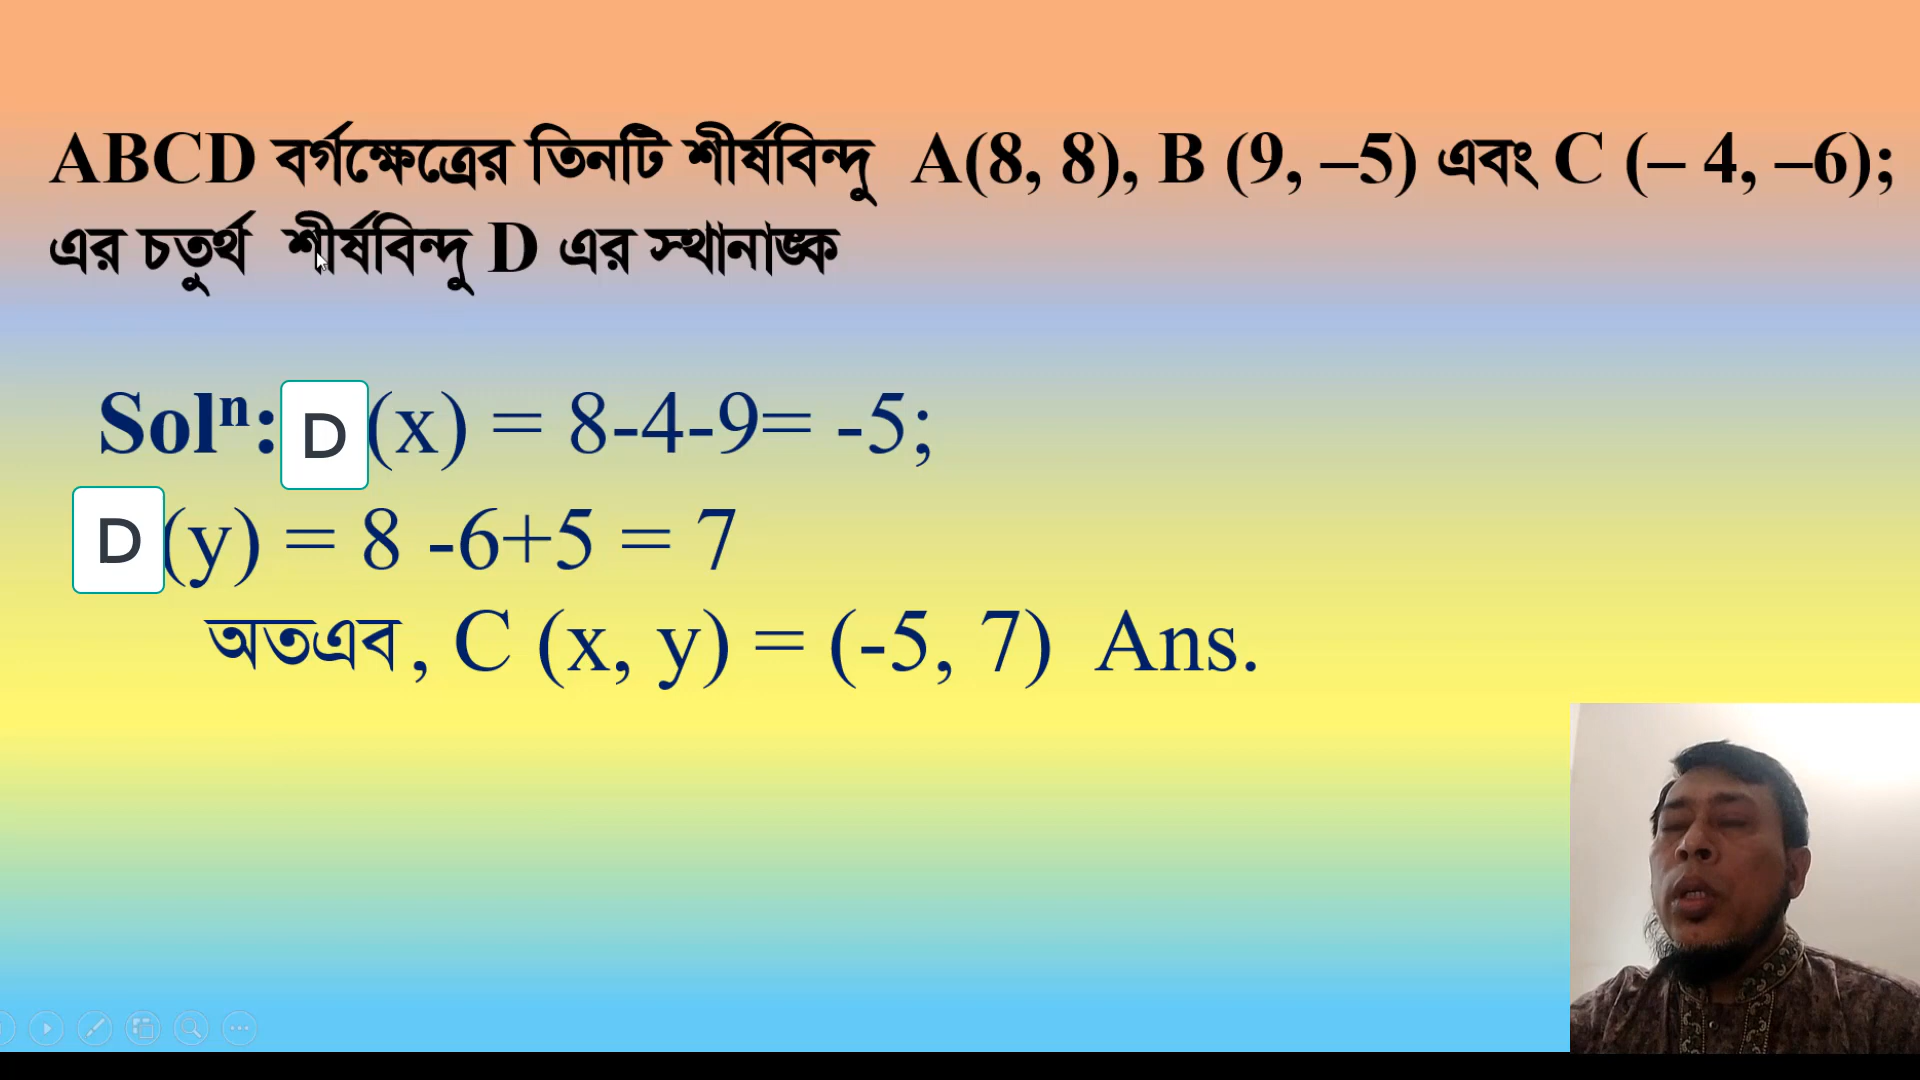 ABCD বর্গক্ষেত্রের তিনটি শীর্ষবিন্দু A(8, 8), B (9, –5) এবং C (– 4, –6);
এর চতুর্থ শীর্ষবিন্দু D এর স্থানাঙ্ক
Solⁿ: D (x) = 8-4-9= -5;
D (y) = 8 -6+5 = 7
অতএব , C (x, y) = (-5, 7) Ans.